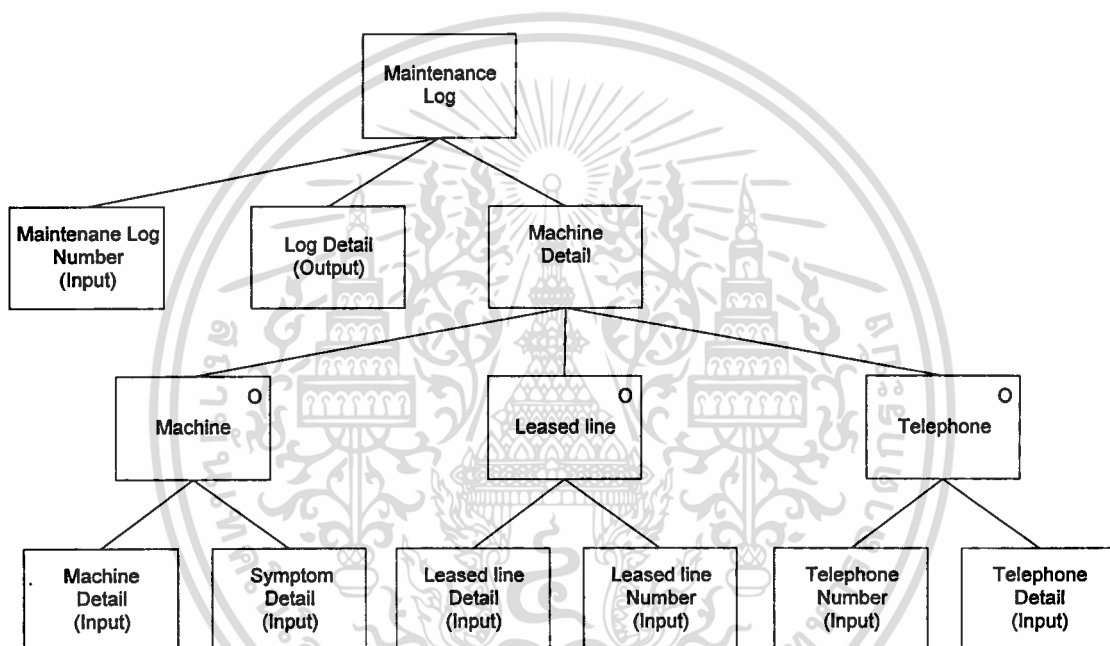 Maintenance
Log
Maintenane Log
Number
(Input)
Log Detail
(Output)
Machine
Detail
O
Machine
O
Leased line
O
Telephone
Machine
Detail
(Input)
Symptom
Detail
(Input)
Leased line
Detail
(Input)
Leased line
Number
(Input)
Telephone
Number
(Input)
Telephone
Detail
(Input)